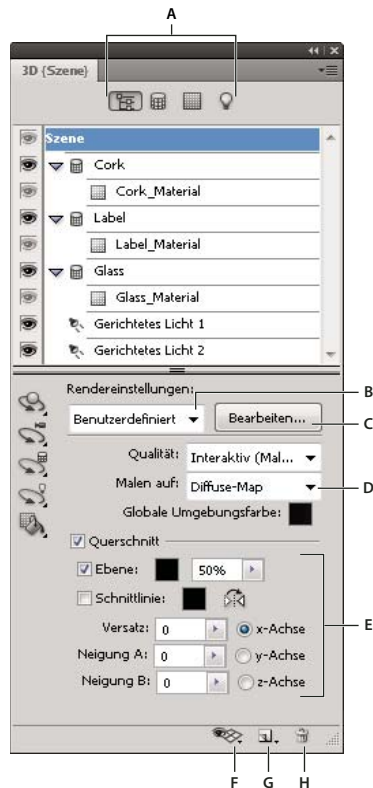 A
3D {Szene}
Szene
Cork
Cork_Material
Label
Label_Material
Glass
Glass_Material
Gerichtetes Licht 1
Gerichtetes Licht 2
Rendereinstellungen:
B
Benutzerdefiniert
Bearbeiten...
C
Qualität: Interaktiv (Mal...
Malen auf: Diffuse-Map
D
Globale Umgebungsfarbe:
Querschnitt
Ebene: 50%
Schnittlinie:
E
Versatz: 0 x-Achse
Neigung A: 0 y-Achse
Neigung B: 0 z-Achse
F G H